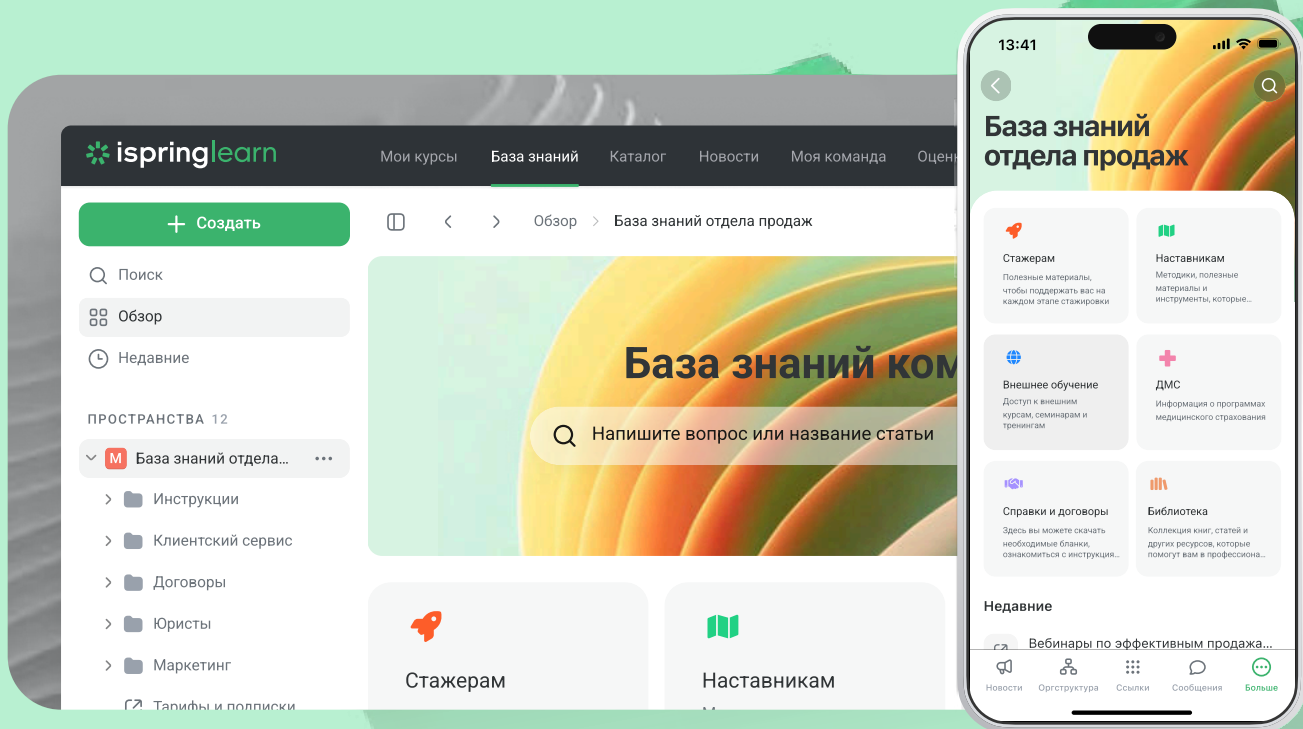 ispringlearn
Мои курсы
База знаний
Каталог
Новости
Моя команда
Создать
Поиск
Обзор
Недавние
ПРОСТРАНСТВА 12
М База знаний отдела...
Инструкции
Клиентский сервис
Договоры
Юристы
Маркетинг
Тарифы и подписки
Обзор
База знаний отдела продаж
База знаний
Напишите вопрос или название статьи
Стажерам
Наставникам
13:41
База знаний
отдела продаж
Стажерам
Полезные материалы,
чтобы поддержать вас на
каждом этапе стажировки
Наставникам
Методики, полезные
материалы и
инструменты, которые...
Внешнее обучение
Доступ к внешним
курсам, семинарам и
тренингам
ДМС
Информация о программах
медицинского страхования
Справки и договоры
Здесь вы можете скачать
необходимые бланки,
ознакомиться с инструкция...
Библиотека
Коллекция книг, статей и
других ресурсов, которые
помогут вам в профессиона...
Недавние
Вебинары по эффективным продажа...
Новости
Оргструктура
Ссылки
Сообщения
Больше